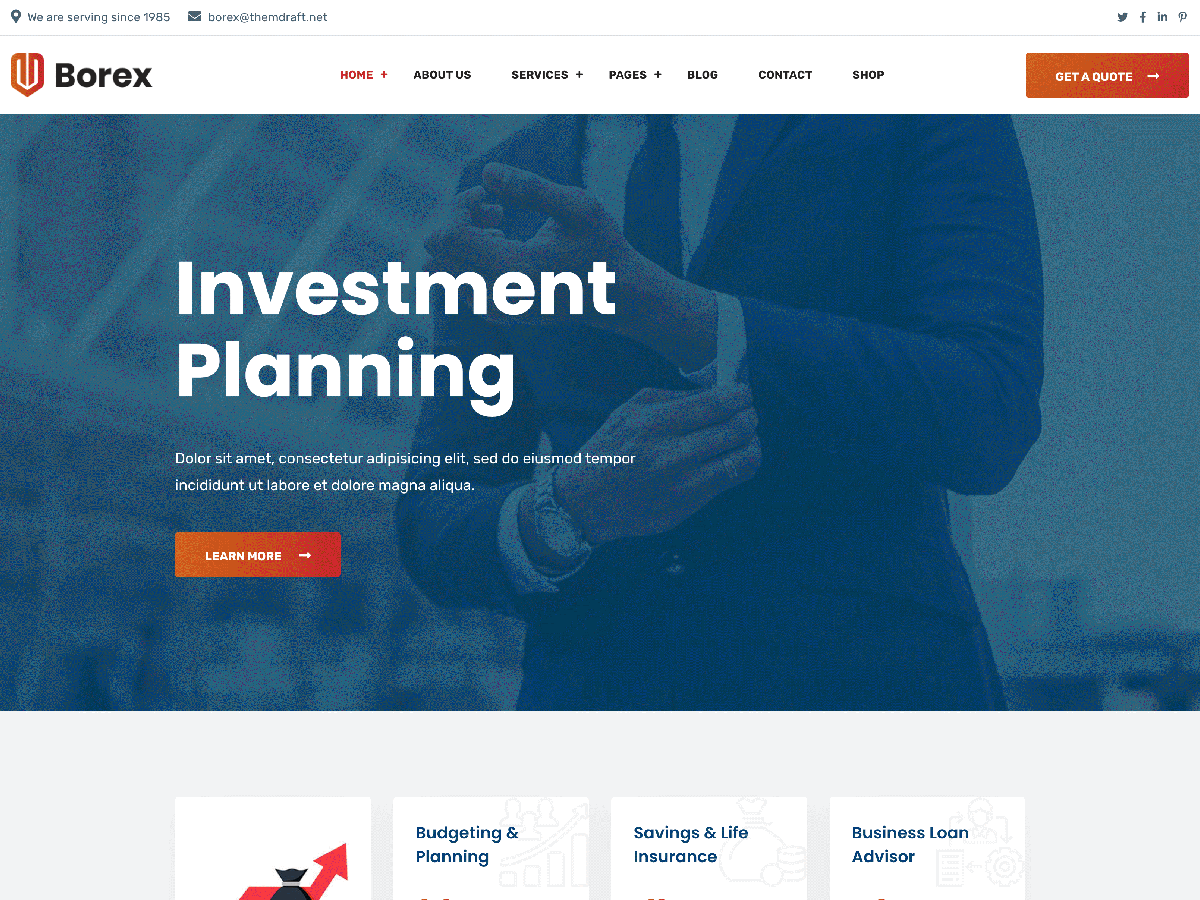 We are serving since 1985
borex@themdraft.net
Borex
HOME +
ABOUT US
SERVICES +
PAGES +
BLOG
CONTACT
SHOP
GET A QUOTE
Investment
Planning
Dolor sit amet, consectetur adipisicing elit, sed do eiusmod tempor
incididunt ut labore et dolore magna aliqua.
LEARN MORE
Budgeting &
Planning
Savings & Life
Insurance
Business Loan
Advisor